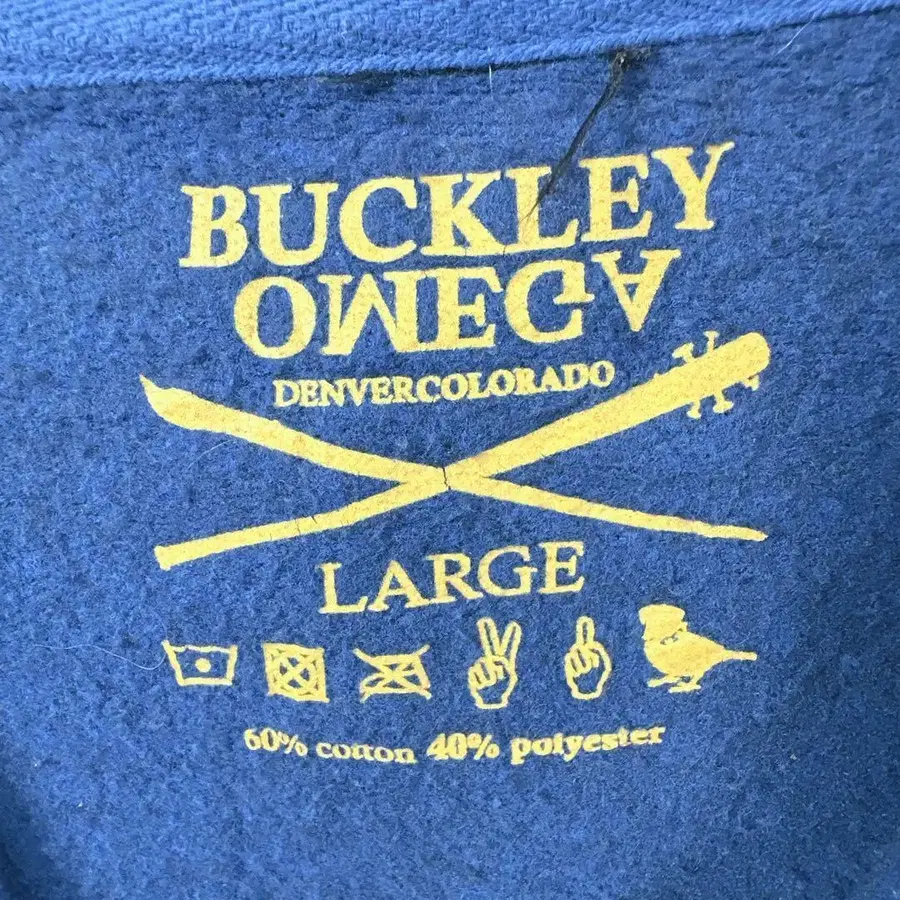 BUCKLEY
OMEGA
DENVERCOLORADO
LARGE
60% cotton 40% polyester